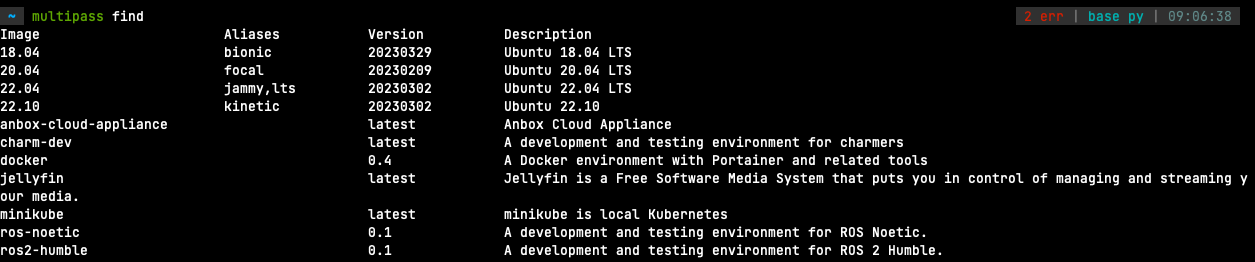 ~ multipass find 2 err | base py | 09:06:38
Image Aliases Version Description
18.04 bionic 20230329 Ubuntu 18.04 LTS
20.04 focal 20230209 Ubuntu 20.04 LTS
22.04 jammy,lts 20230302 Ubuntu 22.04 LTS
22.10 kinetic 20230302 Ubuntu 22.10
anbox-cloud-appliance latest Anbox Cloud Appliance
charm-dev latest A development and testing environment for charmers
docker 0.4 A Docker environment with Portainer and related tools
jellyfin latest Jellyfin is a Free Software Media System that puts you in control of managing and streaming y
our media.
minikube latest minikube is local Kubernetes
ros-noetic 0.1 A development and testing environment for ROS Noetic.
ros2-humble 0.1 A development and testing environment for ROS 2 Humble.